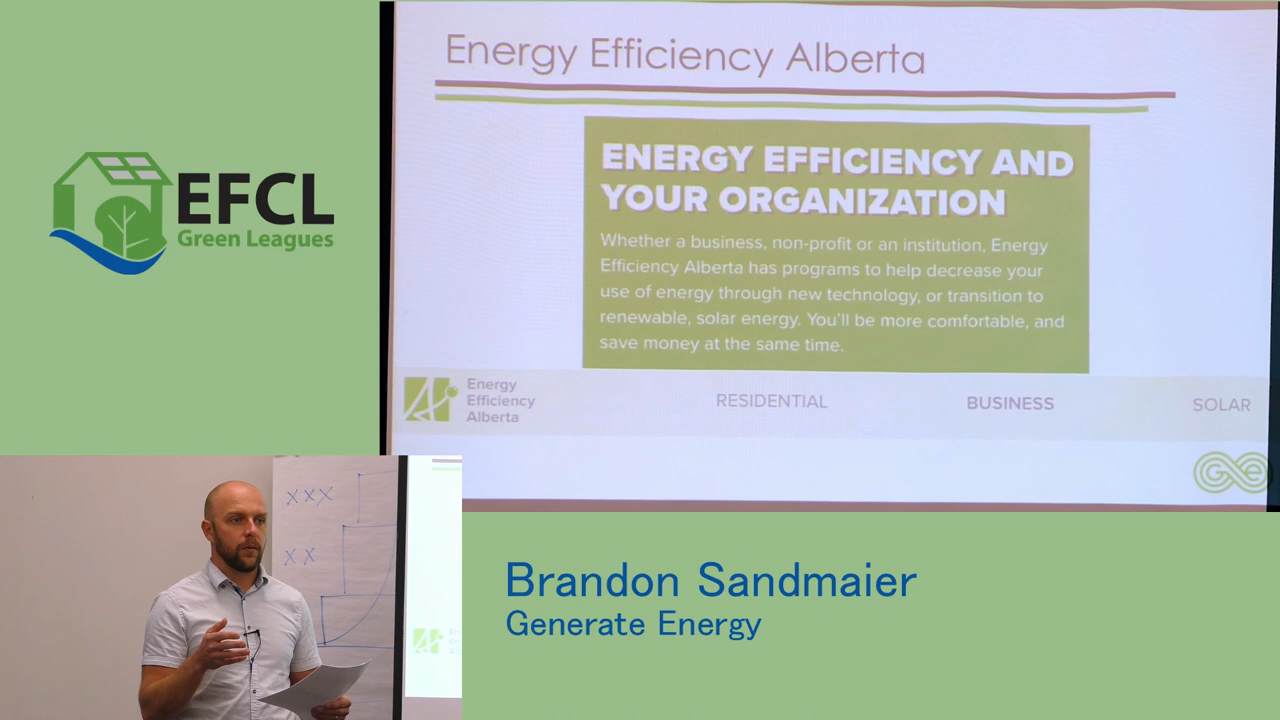 Energy Efficiency Alberta
ENERGY EFFICIENCY AND
YOUR ORGANIZATION
Whether a business, non-profit or an institution, Energy
Efficiency Alberta has programs to help decrease your
use of energy through new technology, or transition to
renewable, solar energy. You'll be more comfortable, and
save money at the same time.
Energy
Efficiency
Alberta
RESIDENTIAL
BUSINESS
SOLAR
EFCL
Green Leagues
XXX
XX
Brandon Sandmaier
Generate Energy